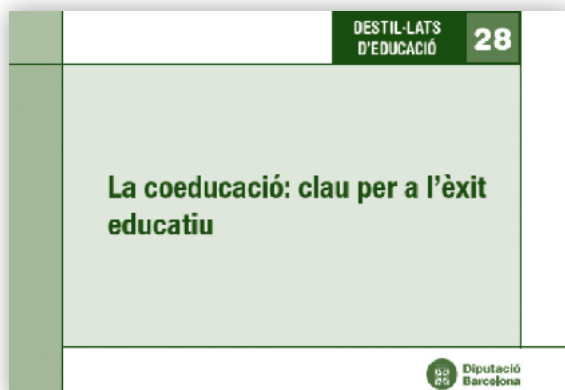 DESTIL·LATS
D'EDUCACIÓ
28
La coeducació: clau per a l'èxit
educatiu
Diputació
Barcelona